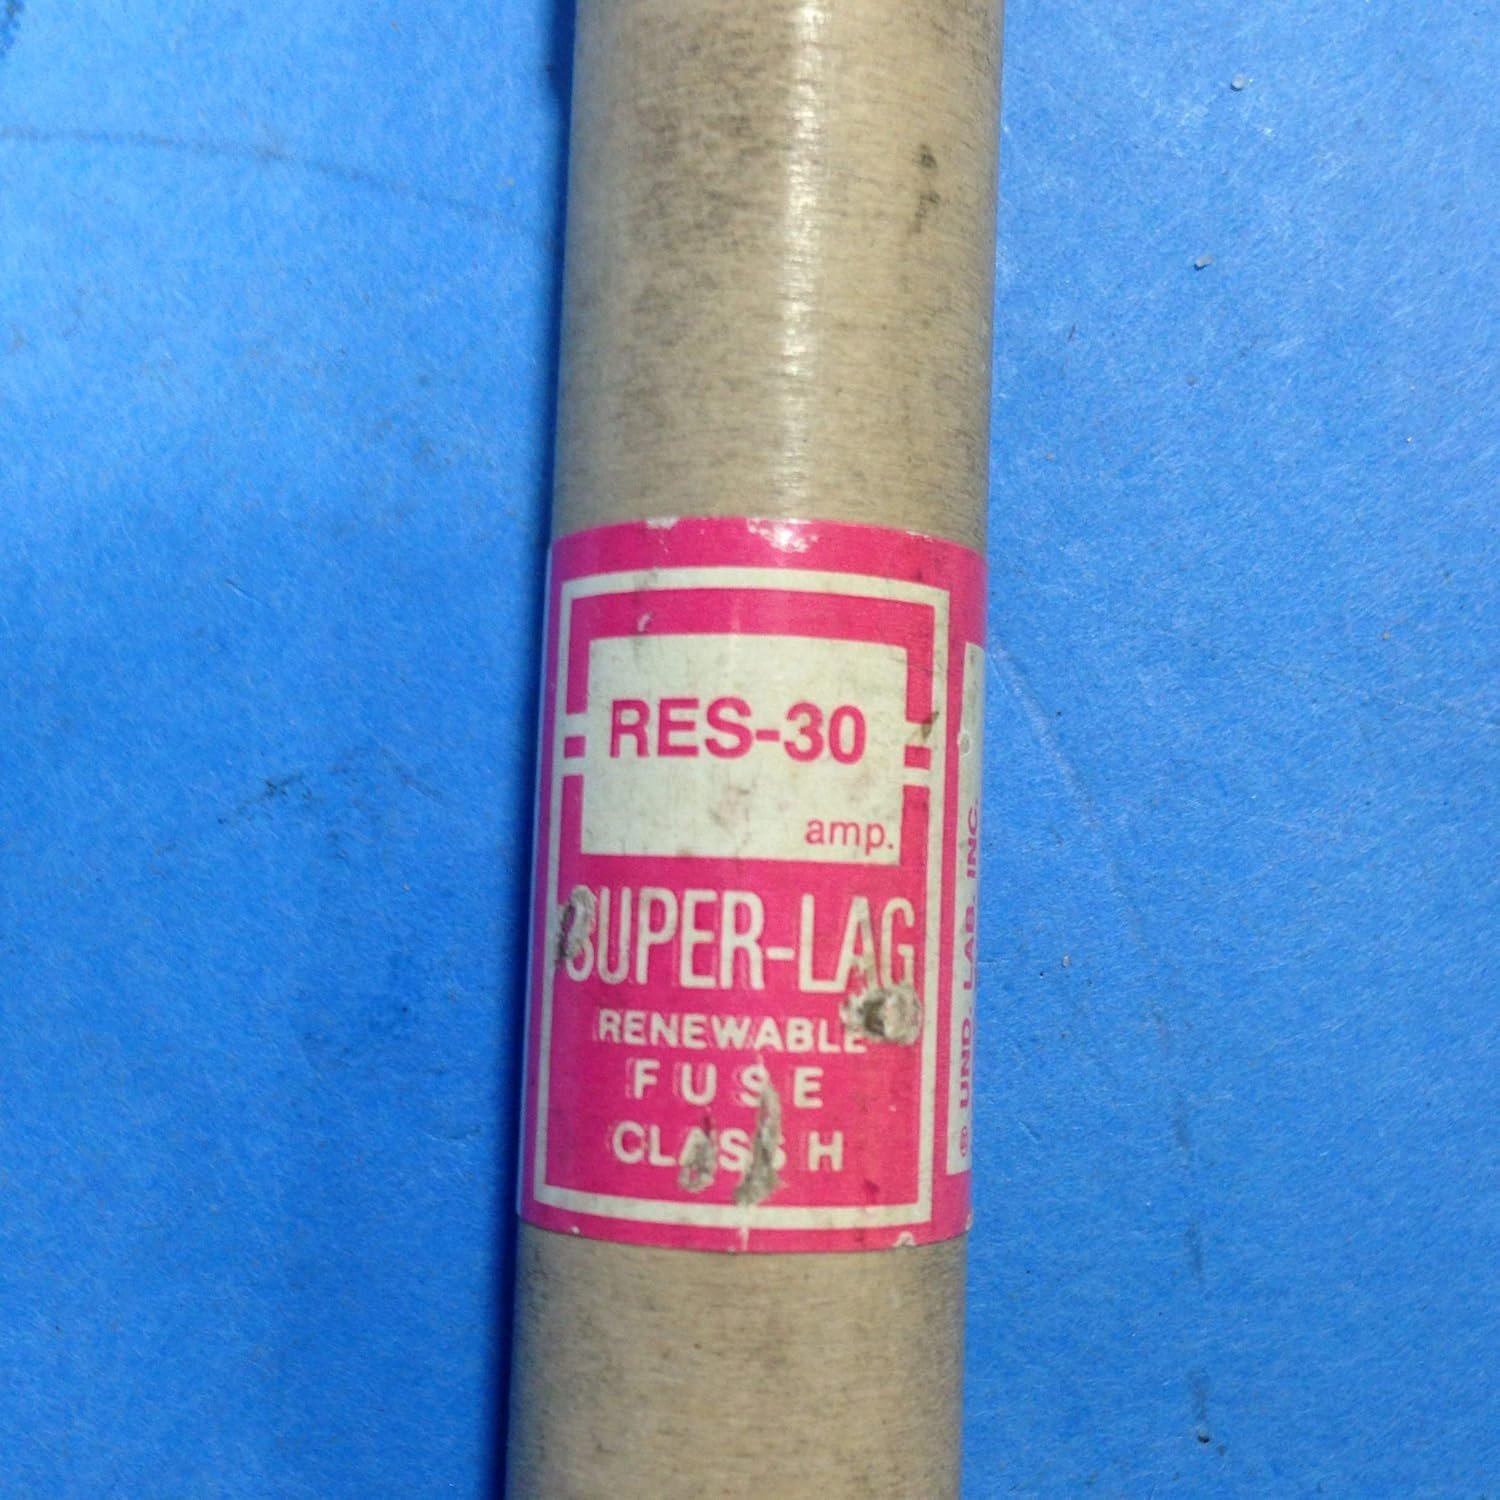 RES-30
amp.
SUPER-LAG
RENEWABLE
FUSE
CLASS H
® UND. LAB. INC.